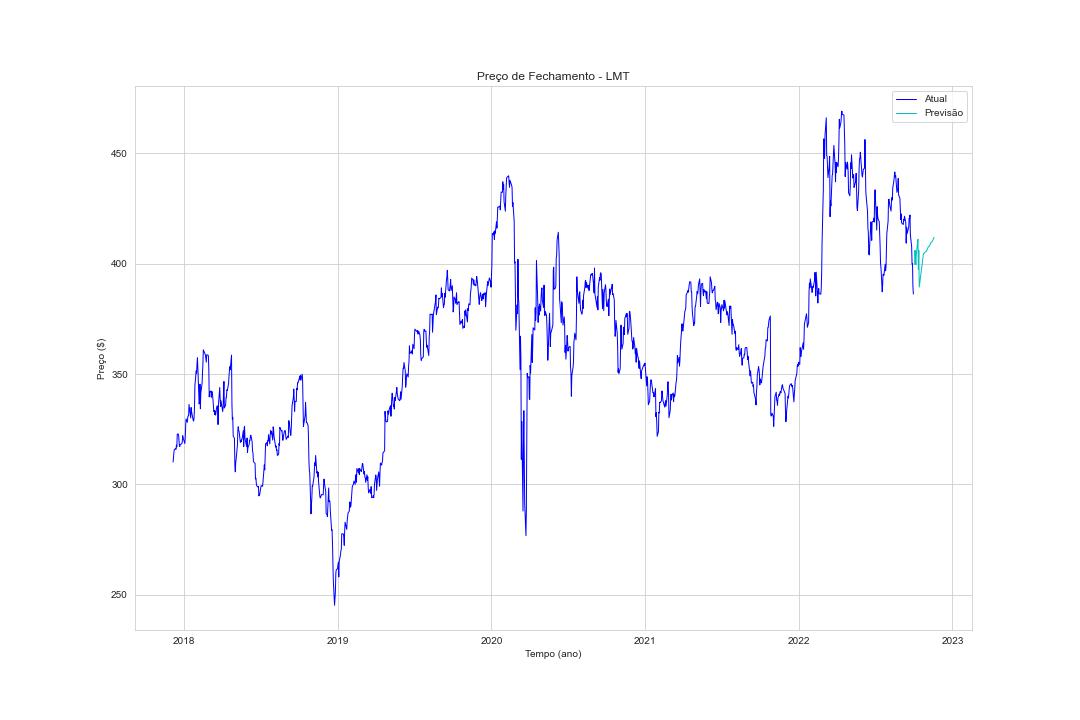 Preço de Fechamento - LMT
Atual
Previsão
450
400
350
300
250
Preço ($)
2018 2019 2020 2021 2022 2023
Tempo (ano)